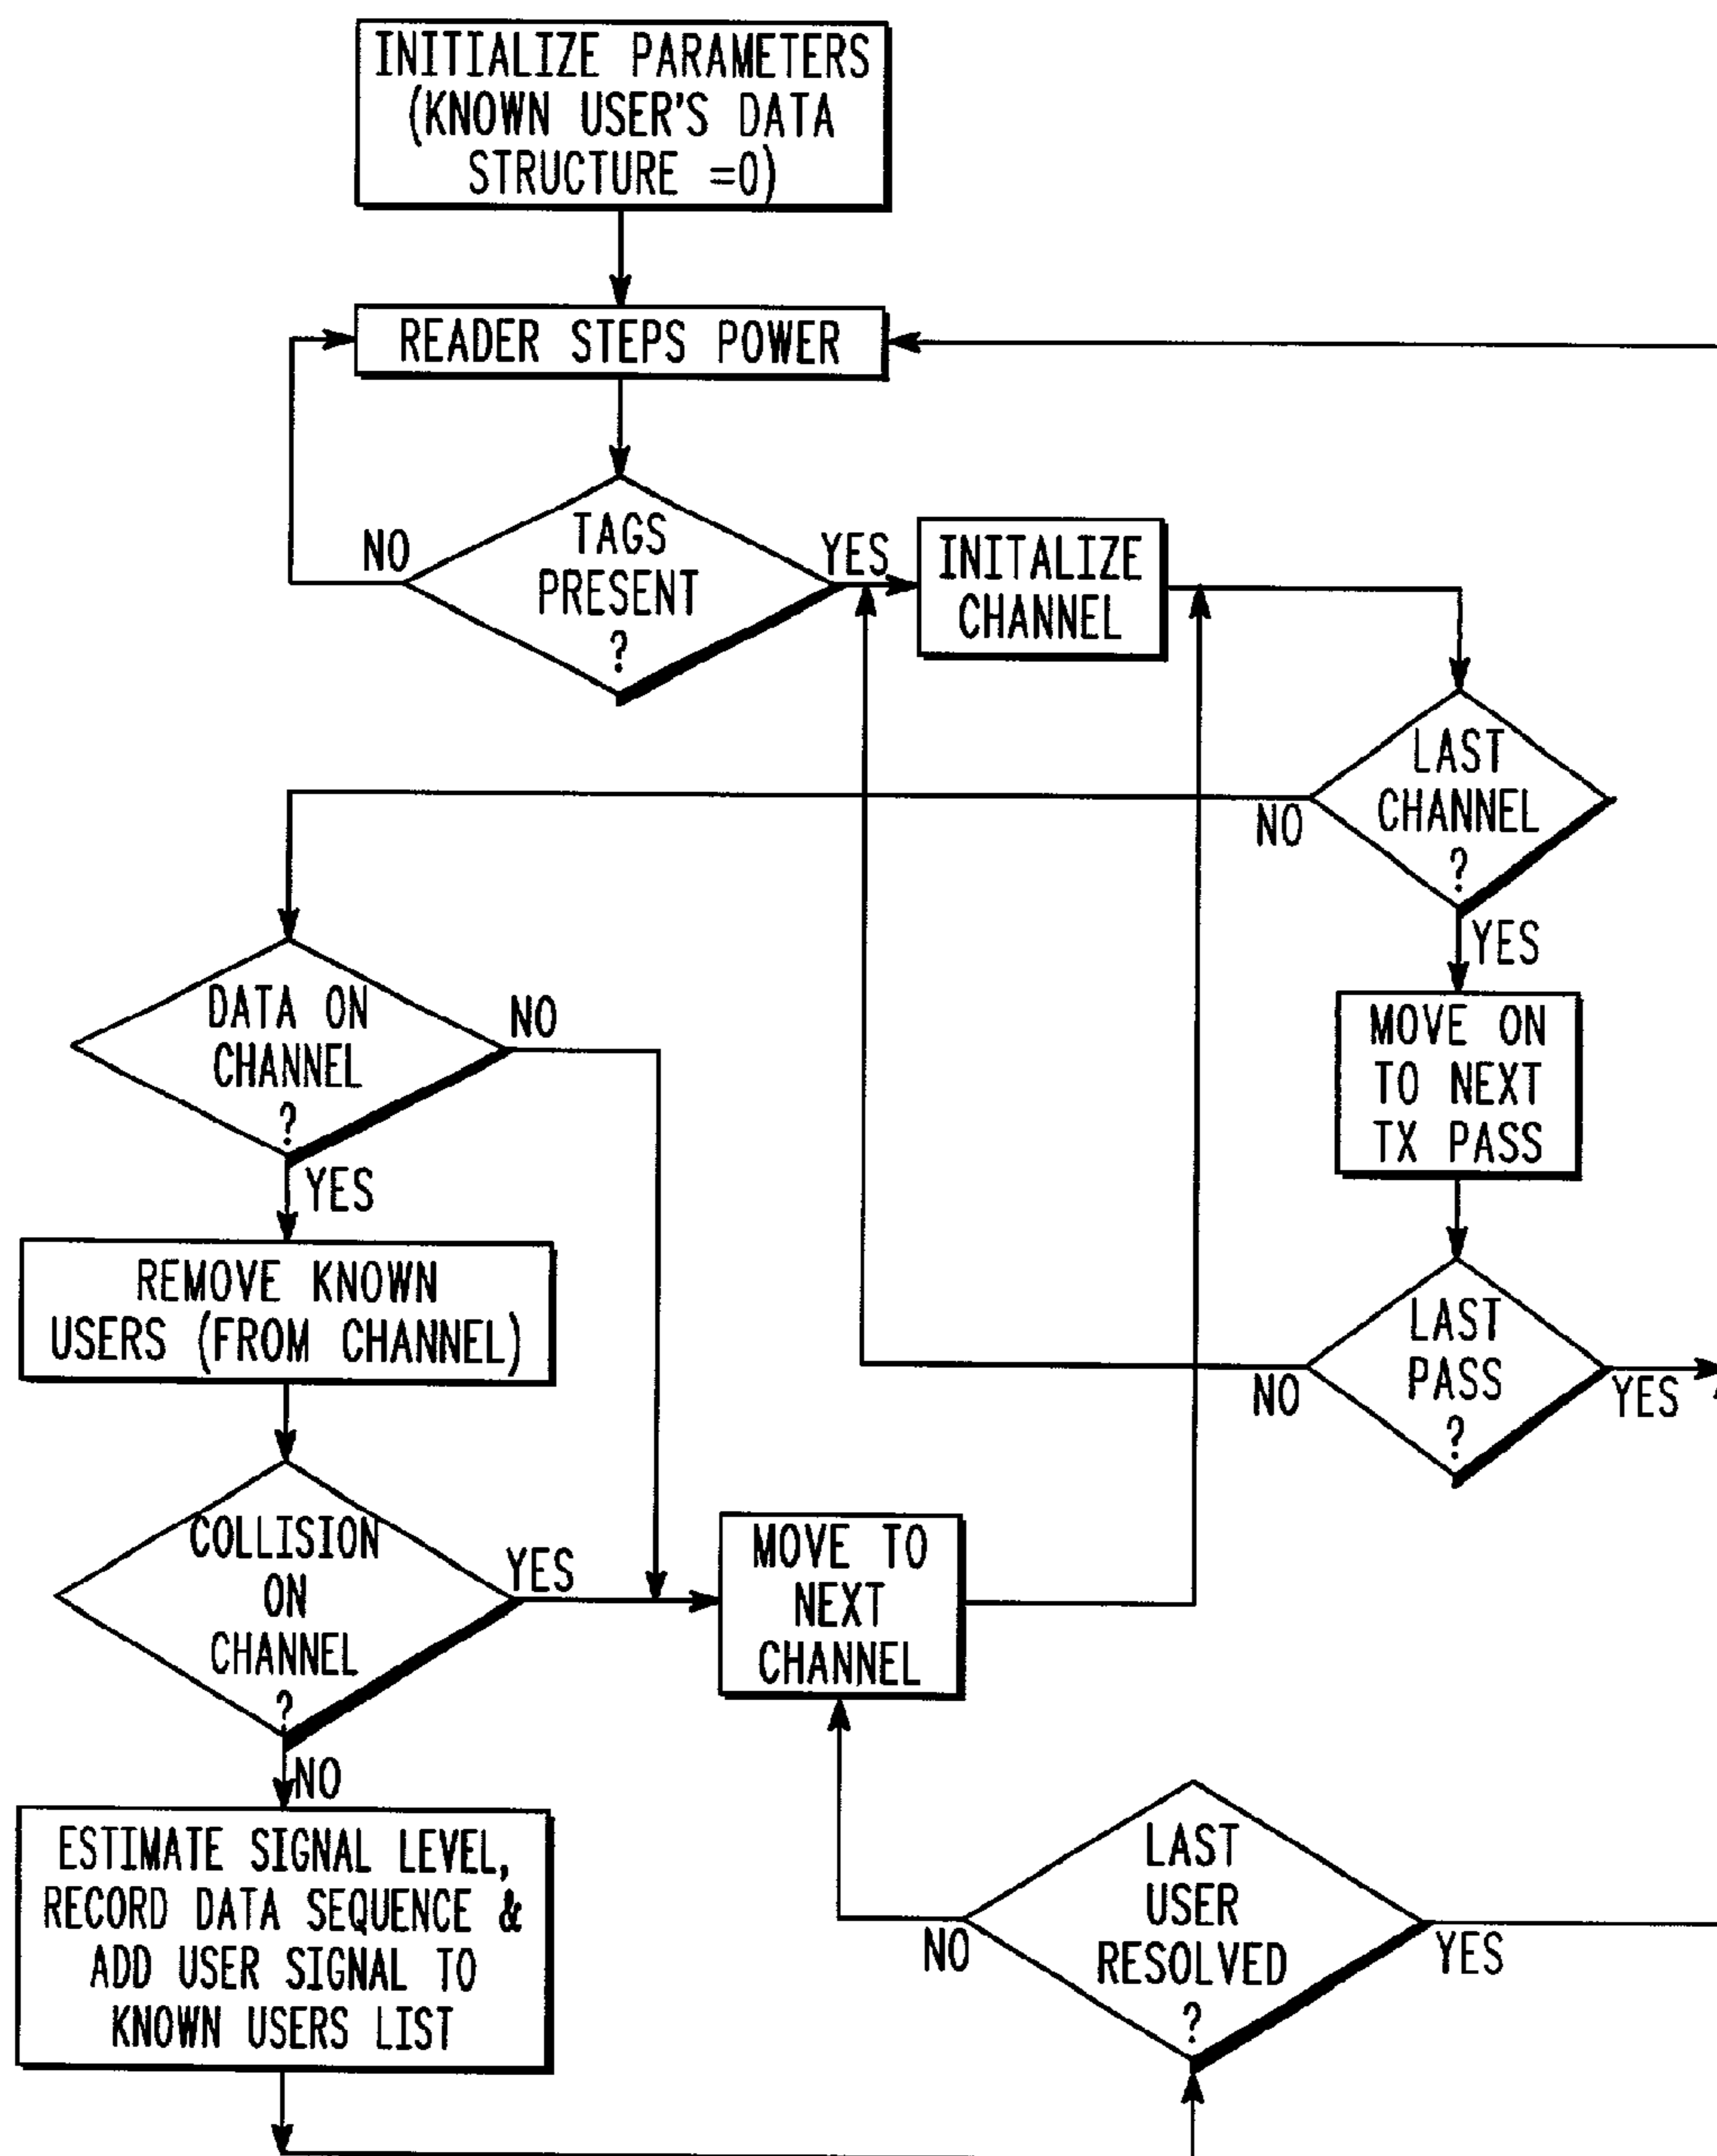 INITIALIZE PARAMETERS
(KNOWN USER'S DATA
STRUCTURE =0)
READER STEPS POWER
TAGS
PRESENT
?
NO
YES
INITALIZE
CHANNEL
LAST
CHANNEL
?
NO
YES
MOVE ON
TO NEXT
TX PASS
LAST
PASS
?
NO
YES
DATA ON
CHANNEL
?
NO
YES
REMOVE KNOWN
USERS (FROM CHANNEL)
COLLISION
ON
CHANNEL
?
YES
NO
MOVE TO
NEXT
CHANNEL
ESTIMATE SIGNAL LEVEL,
RECORD DATA SEQUENCE &
ADD USER SIGNAL TO
KNOWN USERS LIST
LAST
USER
RESOLVED
?
NO
YES